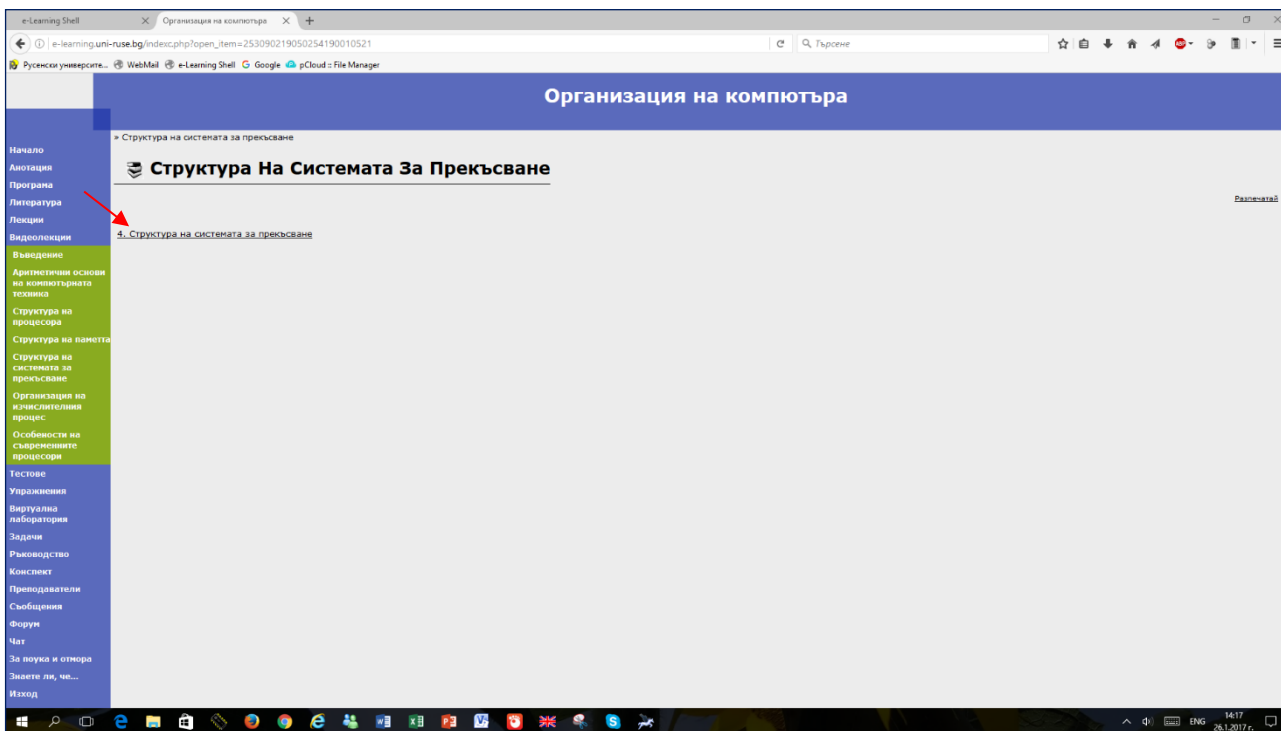 e-Learning Shell
Организация на компютъра
e-learning.uni-ruse.bg/indexc.php?open_item=253090219050254190010521
Търсене
Русенски университе...
WebMail
e-Learning Shell
Google
pCloud :: File Manager
Организация на компютъра
» Структура на системата за прекъсване
Структура На Системата За Прекъсване
Разпечатай
4. Структура на системата за прекъсване
Начало
Анотация
Програма
Литература
Лекции
Видеолекции
Въведение
Аритметични основи
на компютърната
техника
Структура на
процесора
Структура на паметта
Структура на
системата за
прекъсване
Организация на
изчислителния
процес
Особености на
съвременните
процесори
Тестове
Упражнения
Виртуална
лаборатория
Задачи
Ръководство
Конспект
Преподаватели
Съобщения
Форум
Чат
За поука и отмора
Знаете ли, че...
Изход
ENG
14:17
26.1.2017 г.